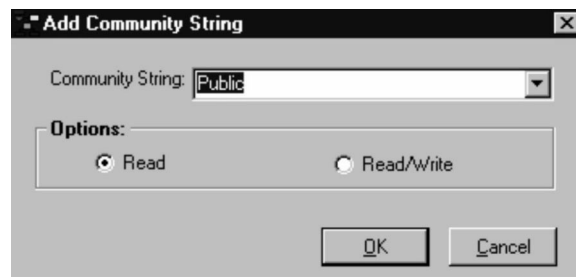 Add Community String
Community String: Public
Options:
Read Read/Write
OK Cancel